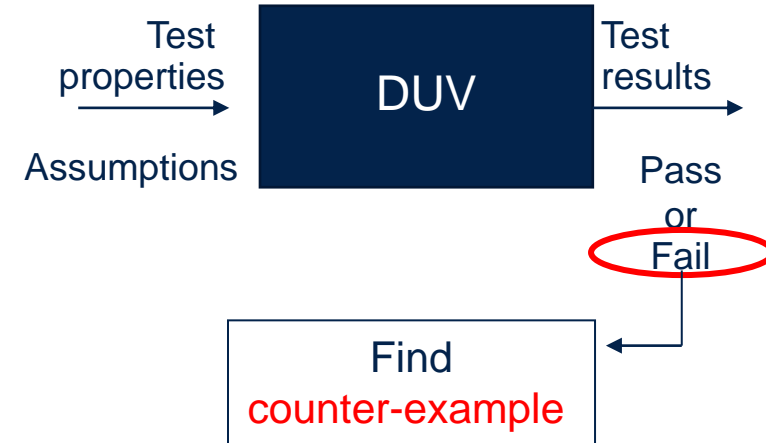 Test
properties
Assumptions
DUV
Test
results
Pass
or
Fail
Find
counter-example